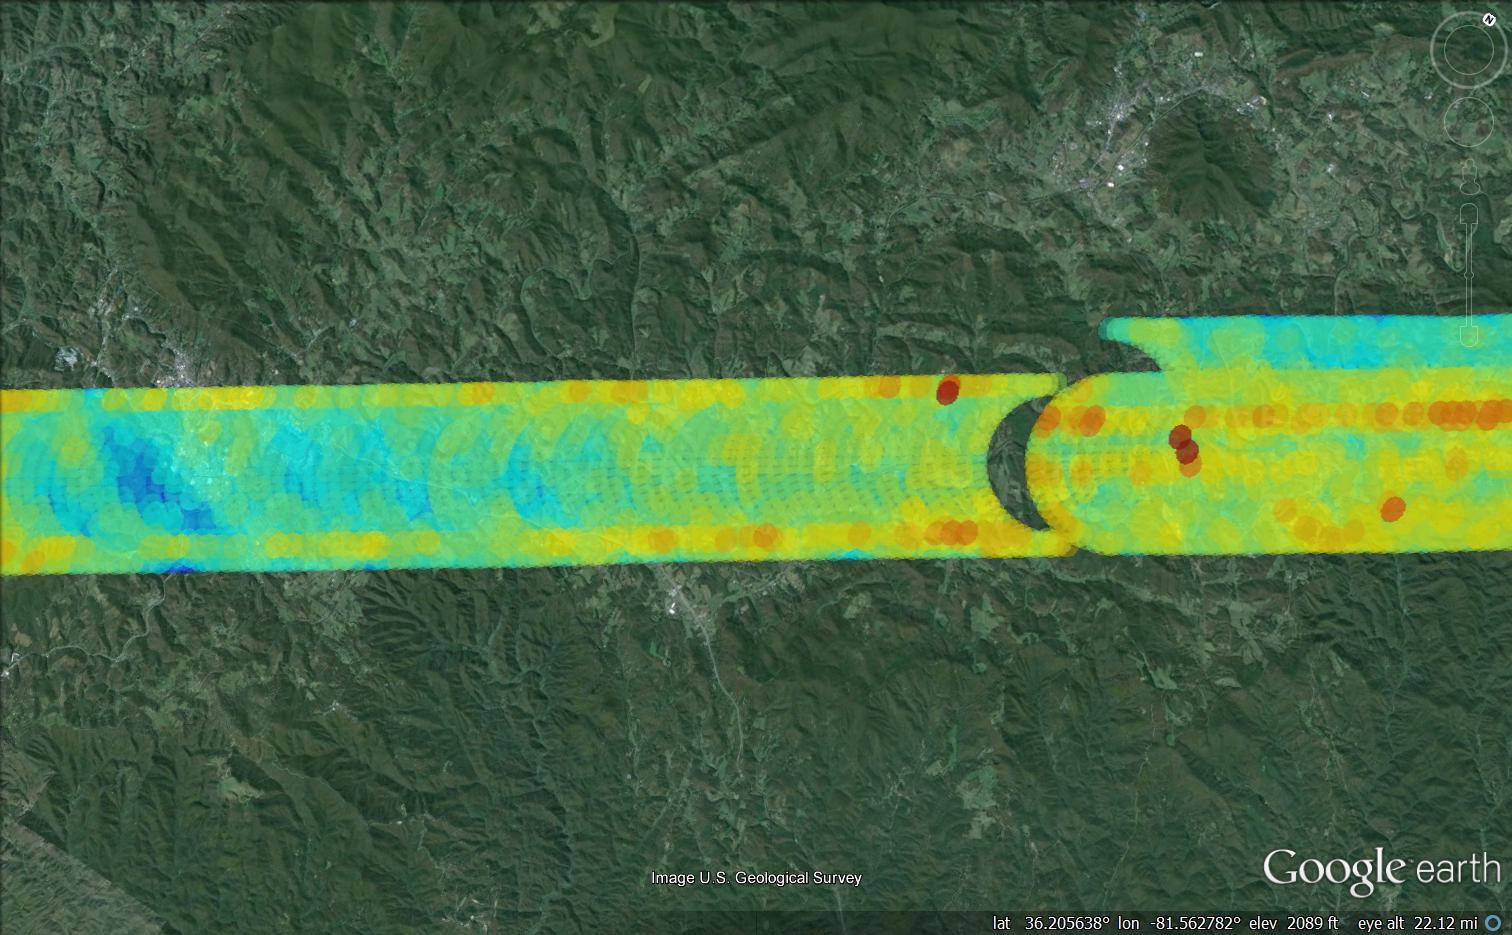 N
Image U.S. Geological Survey
Google earth
lat 36.205638° lon -81.562782° elev 2089 ft eye alt 22.12 mi